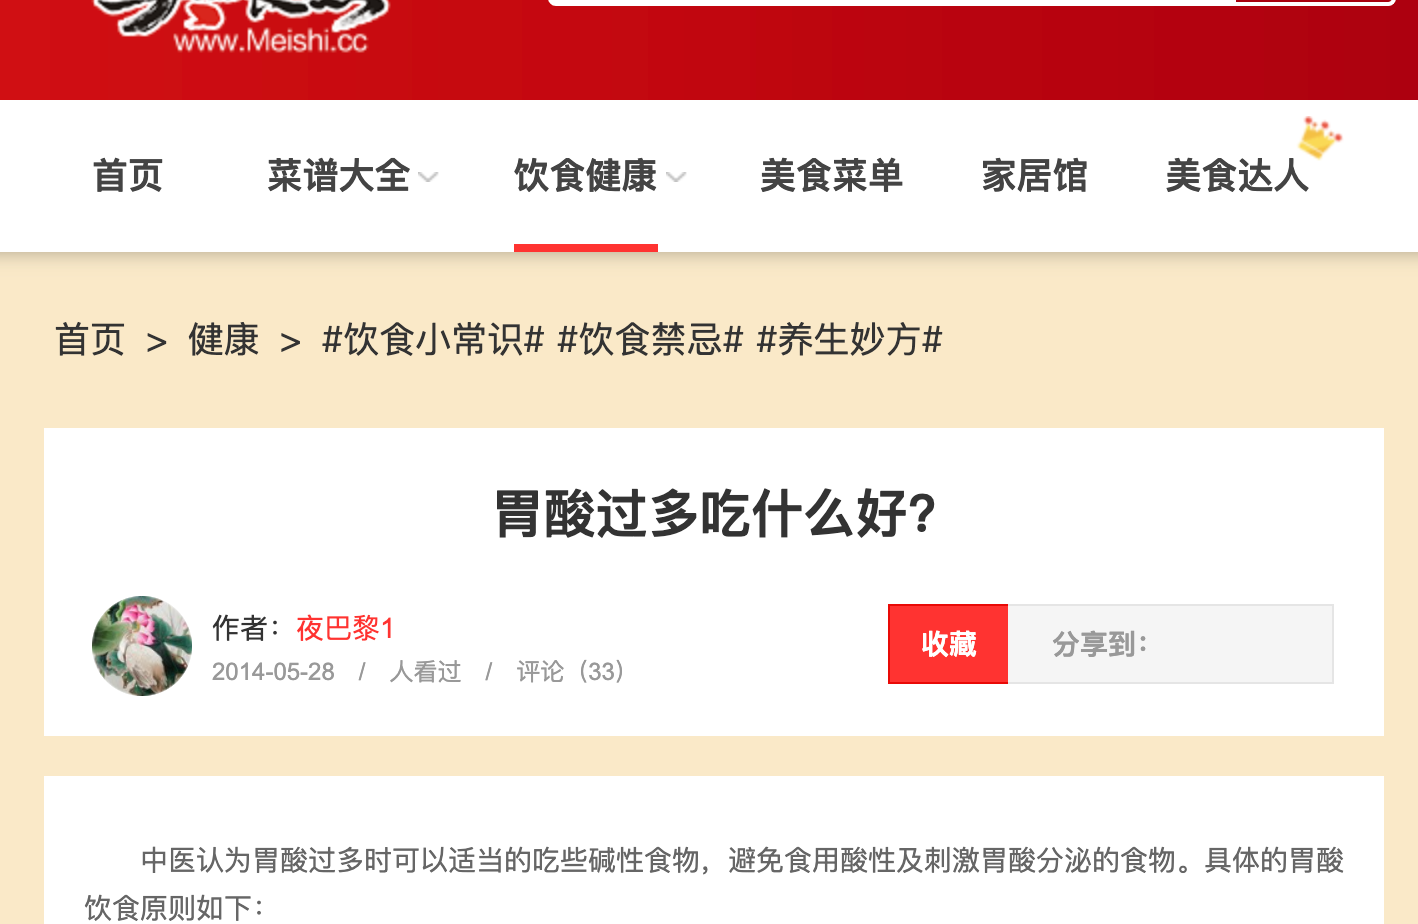 www.Meishi.cc
首页 菜谱大全 饮食健康 美食菜单 家居馆 美食达人
首页 > 健康 > #饮食小常识# #饮食禁忌# #养生妙方#
胃酸过多吃什么好?
作者：夜巴黎1
2014-05-28 / 人看过 / 评论（33）
收藏 分享到：
中医认为胃酸过多时可以适当的吃些碱性食物，避免食用酸性及刺激胃酸分泌的食物。具体的胃酸
饮食原则如下：